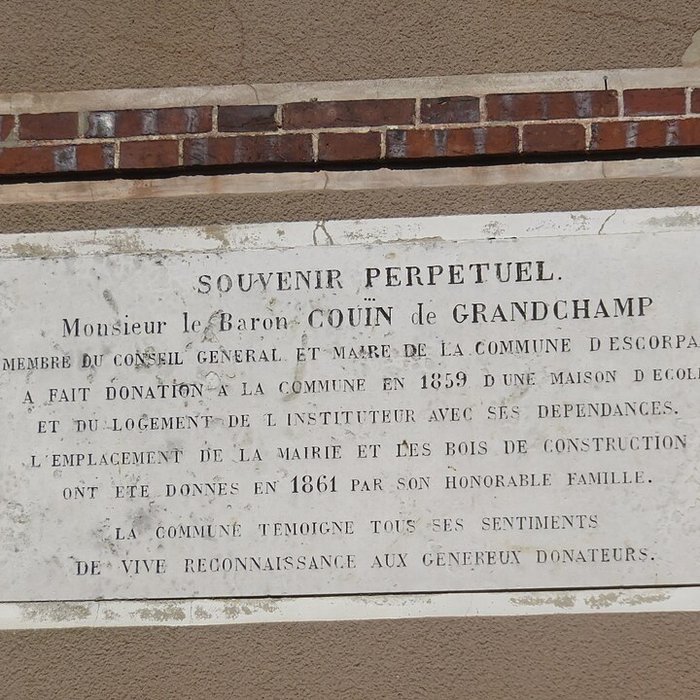 SOUVENIR PERPETUEL.
Monsieur le Baron COUÏN de GRANDCHAMP
MEMBRE DU CONSEIL GENERAL ET MAIRE DE LA COMMUNE D'ESCORPA
A FAIT DONATION A LA COMMUNE EN 1859 D'UNE MAISON D'ECOLE
ET DU LOGEMENT DE L'INSTITUTEUR AVEC SES DEPENDANCES.
L'EMPLACEMENT DE LA MAIRIE ET LES BOIS DE CONSTRUCTION
ONT ETE DONNES EN 1861 PAR SON HONORABLE FAMILLE.
LA COMMUNE TEMOIGNE TOUS SES SENTIMENTS
DE VIVE RECONNAISSANCE AUX GENEREUX DONATEURS.